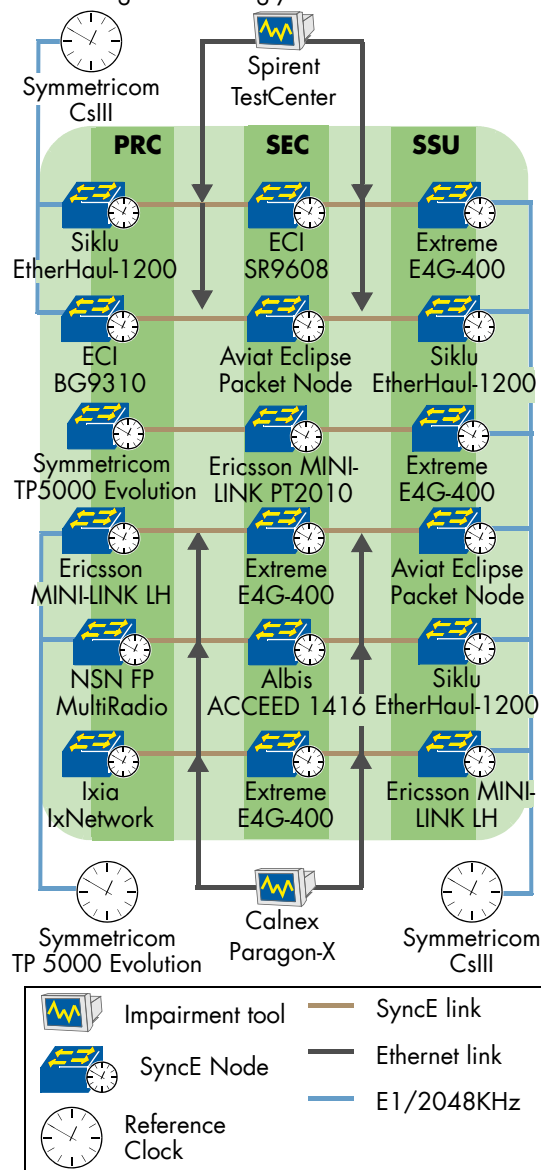 Symmetricom
CsIII
Spirent
TestCenter
PRC SEC SSU
Siklu
EtherHaul-1200
ECI
SR9608
Extreme
E4G-400
ECI
BG9310
Aviat Eclipse
Packet Node
Siklu
EtherHaul-1200
Symmetricom
TP5000 Evolution
Ericsson MINI-
LINK PT2010
Extreme
E4G-400
Ericsson
MINI-LINK LH
Extreme
E4G-400
Aviat Eclipse
Packet Node
NSN FP
MultiRadio
Albis
ACCEED 1416
Siklu
EtherHaul-1200
Ixia
IxNetwork
Extreme
E4G-400
Ericsson MINI-
LINK LH
Symmetricom
TP 5000 Evolution
Calnex
Paragon-X
Symmetricom
CsIII
Impairment tool
SyncE Node
Reference
Clock
SyncE link
Ethernet link
E1/2048KHz